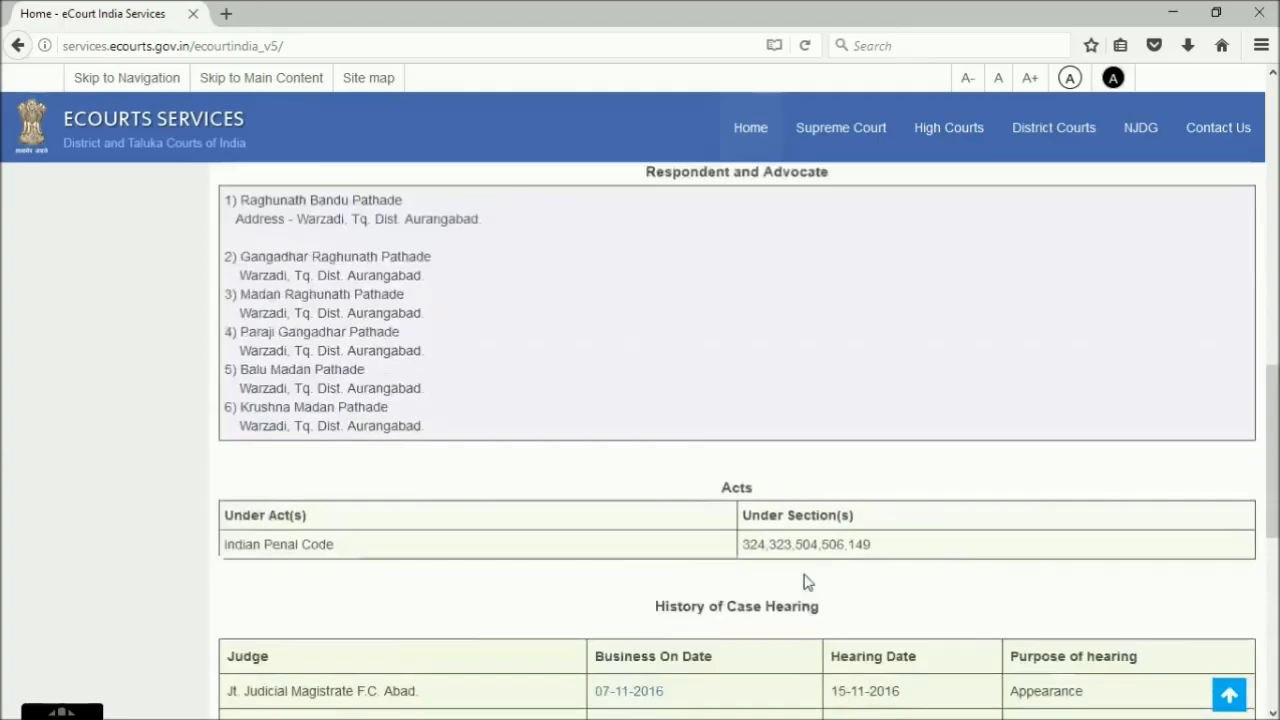 Home - eCourt India Services
services.ecourts.gov.in/ecourtindia_v5/
Search
Skip to Navigation Skip to Main Content Site map A- A A+ A A
ECOURTS SERVICES
District and Taluka Courts of India
Home Supreme Court High Courts District Courts NJDG Contact Us
Respondent and Advocate
1) Raghunath Bandu Pathade
Address - Warzadi, Tq. Dist. Aurangabad.
2) Gangadhar Raghunath Pathade
Warzadi, Tq. Dist. Aurangabad.
3) Madan Raghunath Pathade
Warzadi, Tq. Dist. Aurangabad.
4) Paraji Gangadhar Pathade
Warzadi, Tq. Dist. Aurangabad.
5) Balu Madan Pathade
Warzadi, Tq. Dist. Aurangabad.
6) Krushna Madan Pathade
Warzadi, Tq. Dist. Aurangabad.
Acts
Under Act(s) Under Section(s)
Indian Penal Code 324,323,504,506,149
History of Case Hearing
Judge Business On Date Hearing Date Purpose of hearing
Jt. Judicial Magistrate F.C. Abad. 07-11-2016 15-11-2016 Appearance